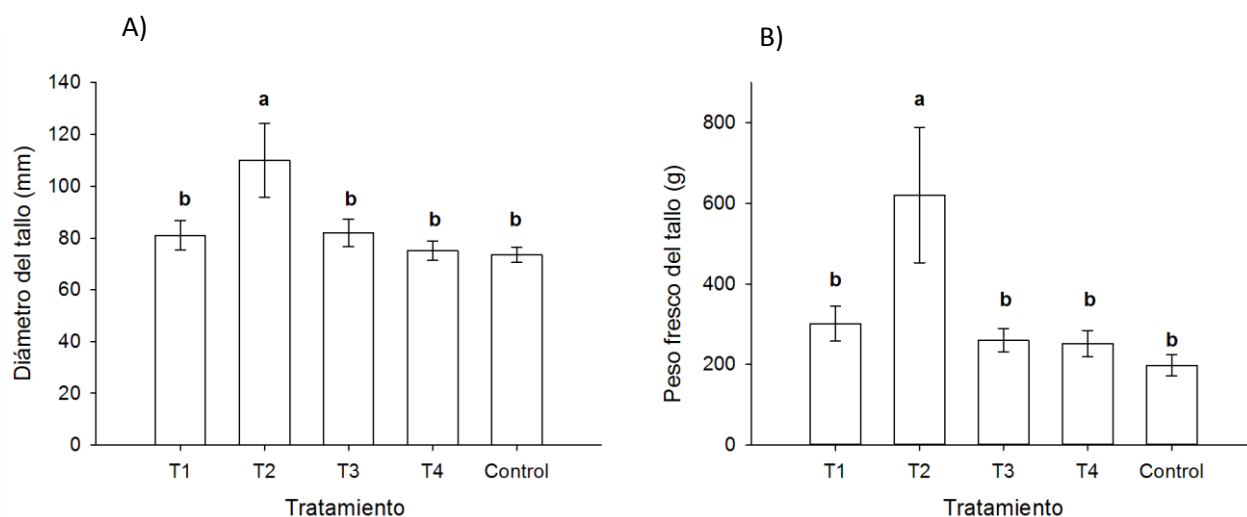 A)
Diámetro del tallo (mm)
140
120
100
80
60
40
20
0
b
a
b
b
b
T1 T2 T3 T4 Control
Tratamiento
B)
Peso fresco del tallo (g)
800
600
400
200
0
b
a
b
b
b
T1 T2 T3 T4 Control
Tratamiento